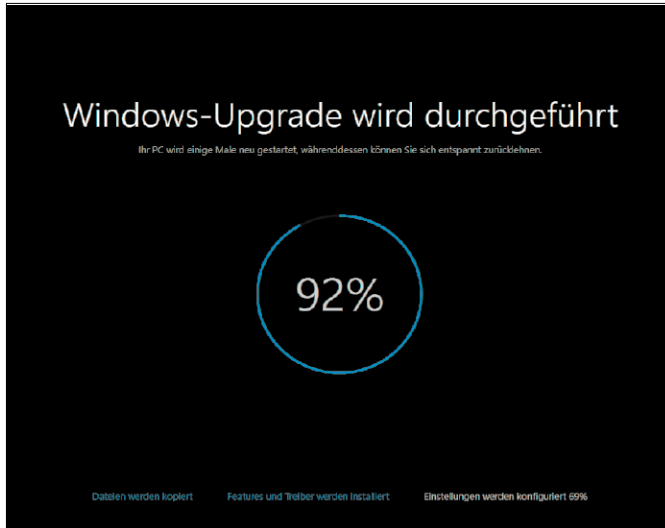 Windows-Upgrade wird durchgeführt
Ihr PC wird einige Male neu gestartet, währenddessen können Sie sich entspannt zurücklehnen.
92%
Dateien werden kopiert Features und Treiber werden installiert Einstellungen werden konfiguriert 69%